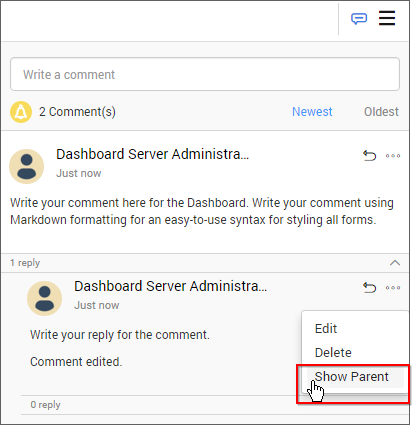 Write a comment
2 Comment(s)
Newest
Oldest
Dashboard Server Administra...
Just now
Write your comment here for the Dashboard. Write your comment using
Markdown formatting for an easy-to-use syntax for styling all forms.
1 reply
Dashboard Server Administra...
Just now
Write your reply for the comment.
Comment edited.
Edit
Delete
Show Parent
0 reply